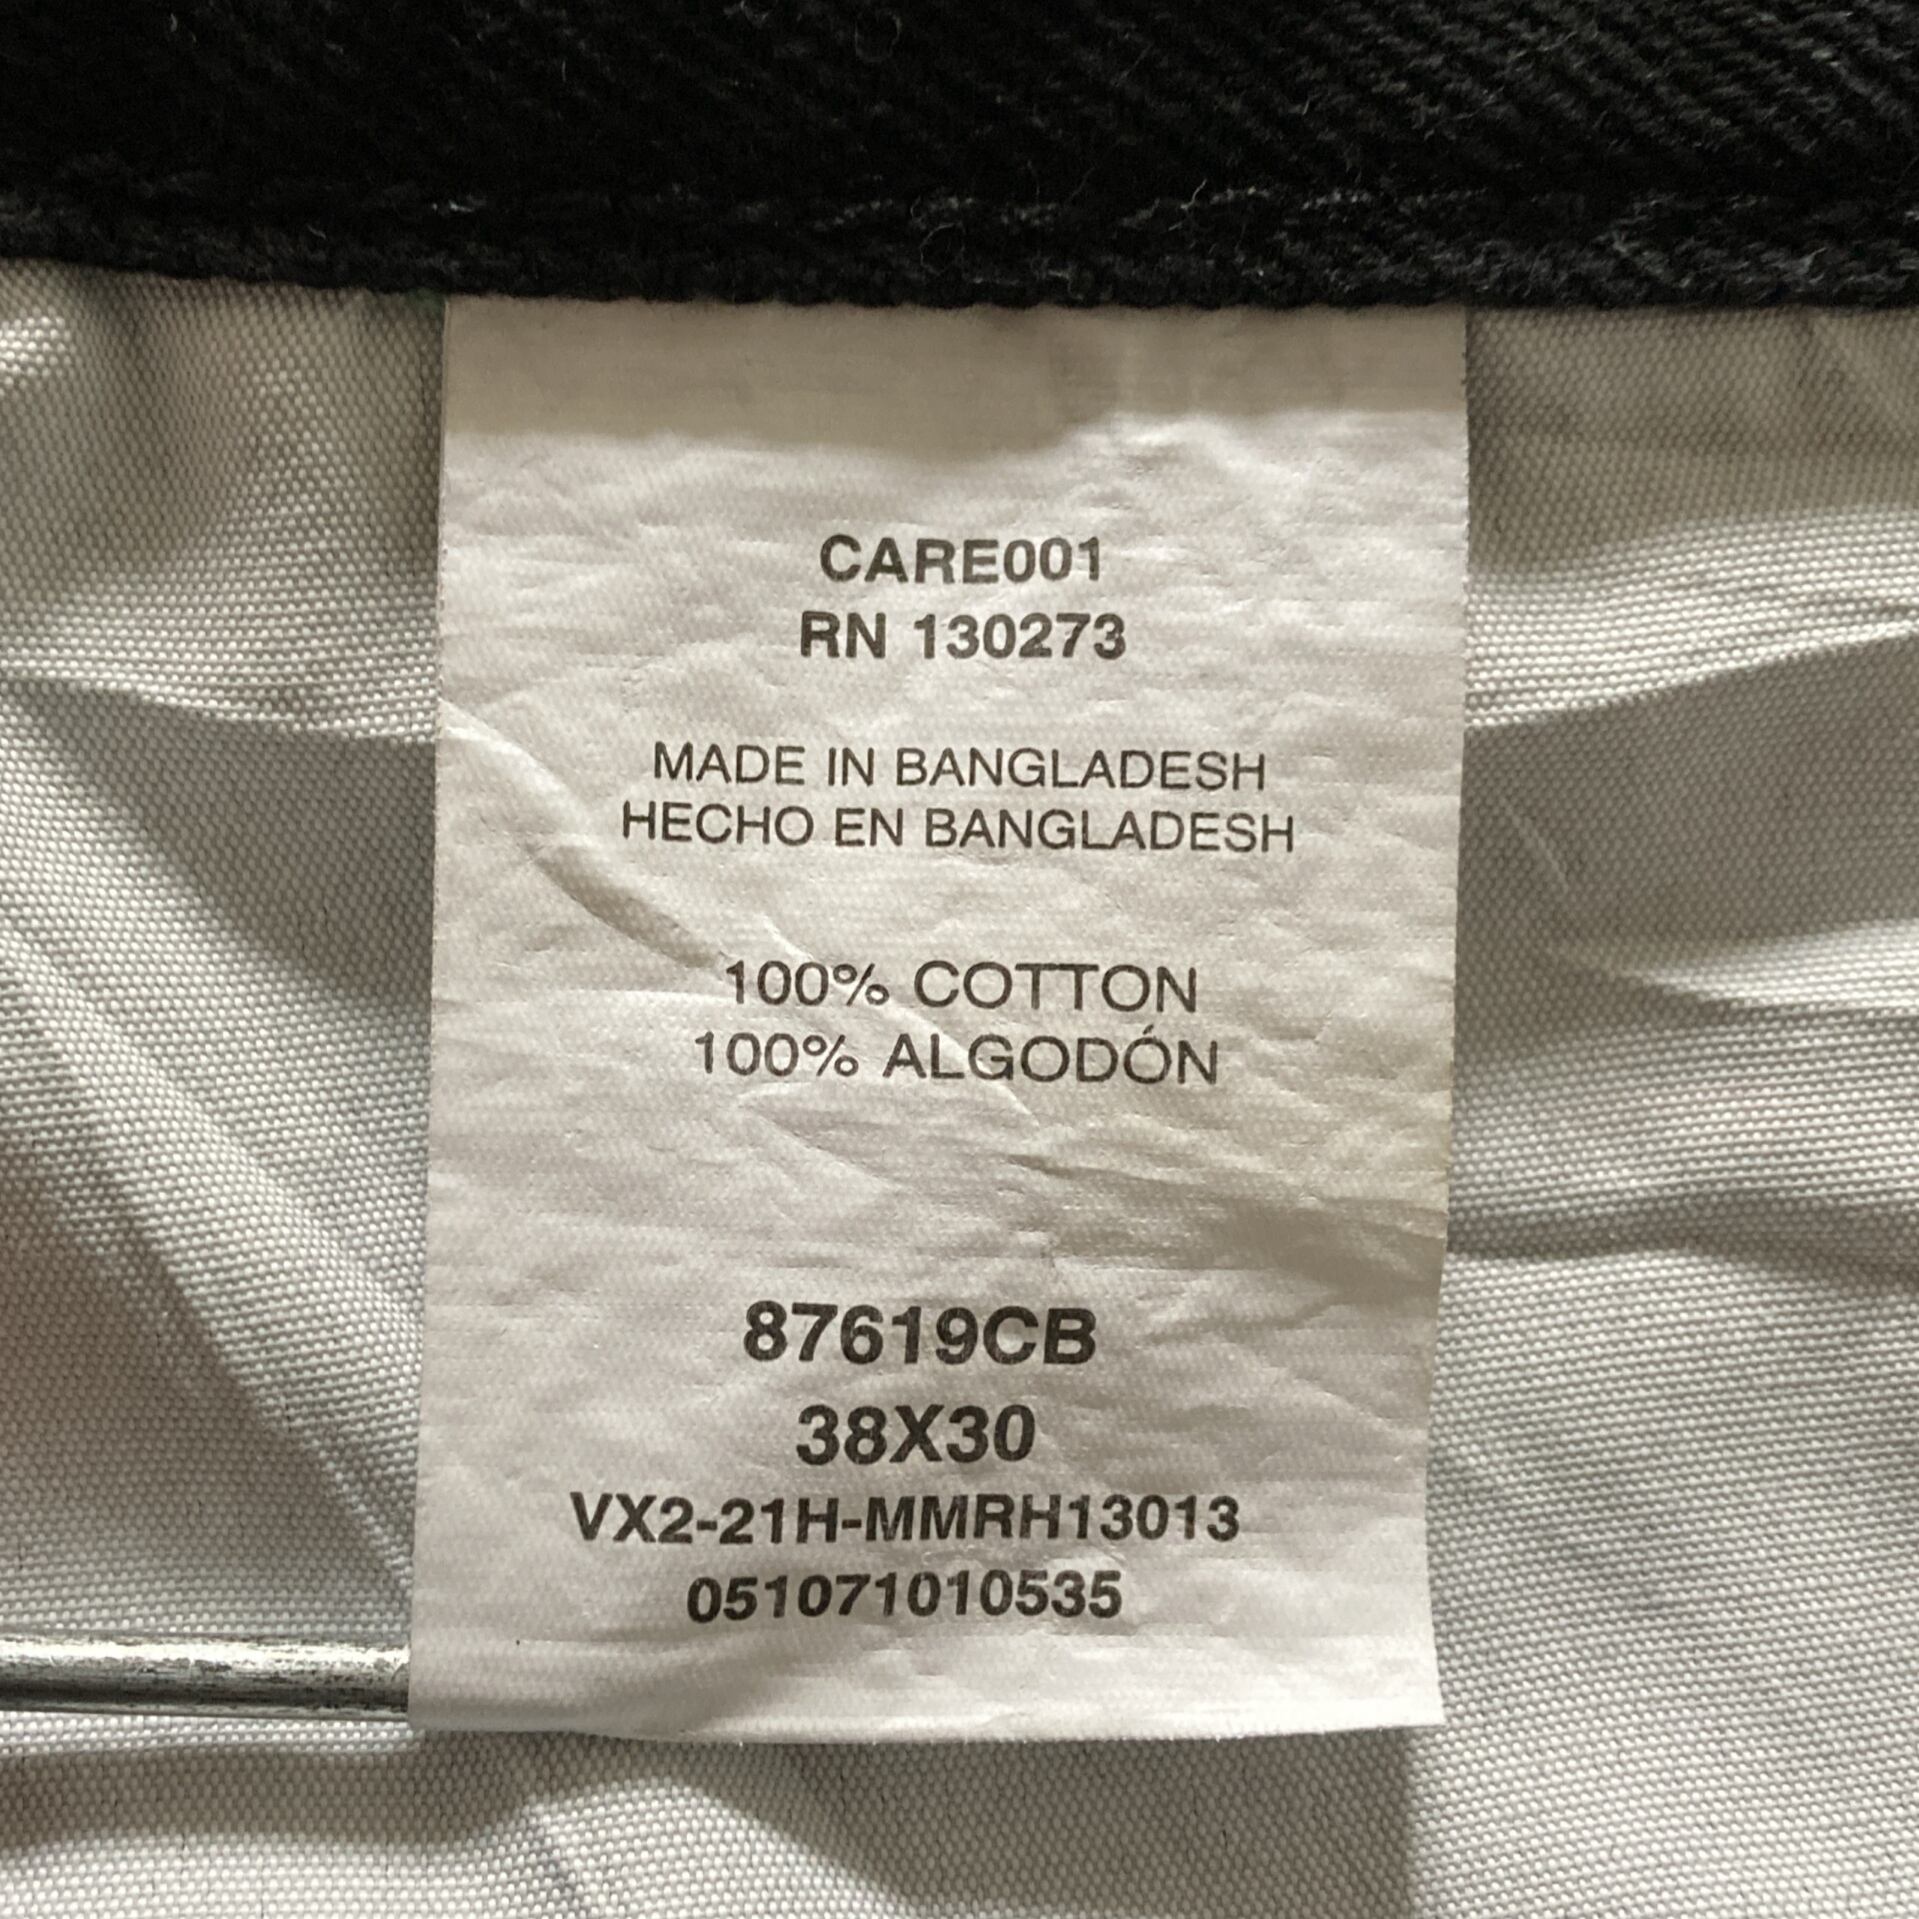 CARE001
RN 130273
MADE IN BANGLADESH
HECHO EN BANGLADESH
100% COTTON
100% ALGODÓN
87619CB
38X30
VX2-21H-MMRH13013
051071010535